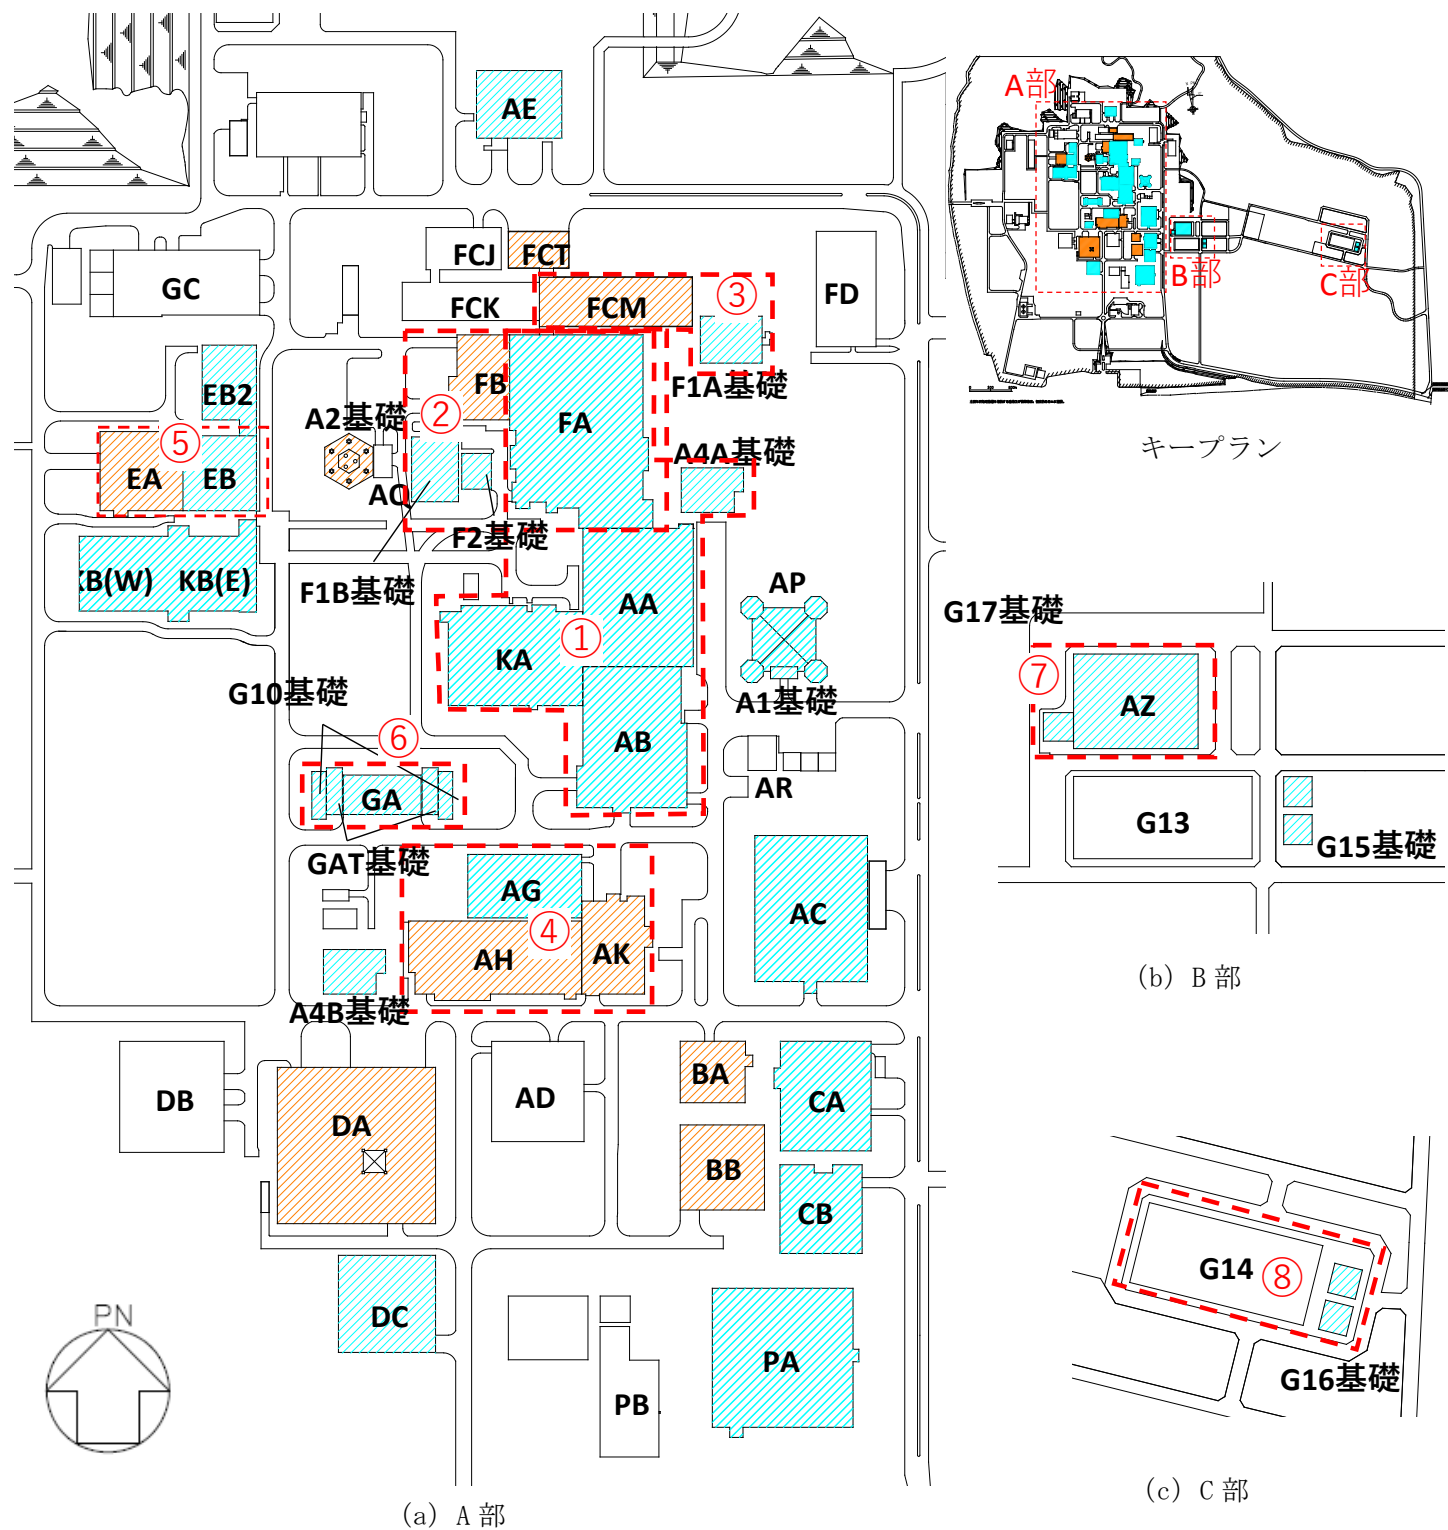 AE
FCJ
FCT
GC
FCK
FCM
③
FD
F1A基礎
EB2
FB
A2基礎
②
FA
⑤
A4A基礎
EA
EB
AQ
F2基礎
KB(W)
KB(E)
F1B基礎
AA
AP
①
KA
G10基礎
A1基礎
⑥
AB
GA
AR
GAT基礎
AG
AC
④
AH
AK
A4B基礎
BA
DB
AD
CA
DA
BB
CB
DC
PN
PA
PB
(a) A部
A部
B部
C部
キープラン
G17基礎
⑦
AZ
G13
G15基礎
(b) B部
G14
⑧
G16基礎
(c) C部